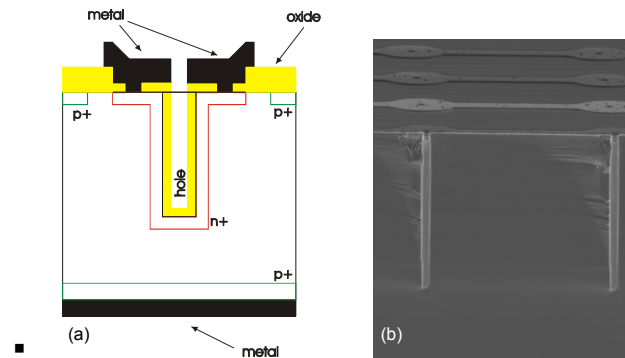 metal
oxide
p+
p+
hole
n+
p+
(a)
metal
(b)